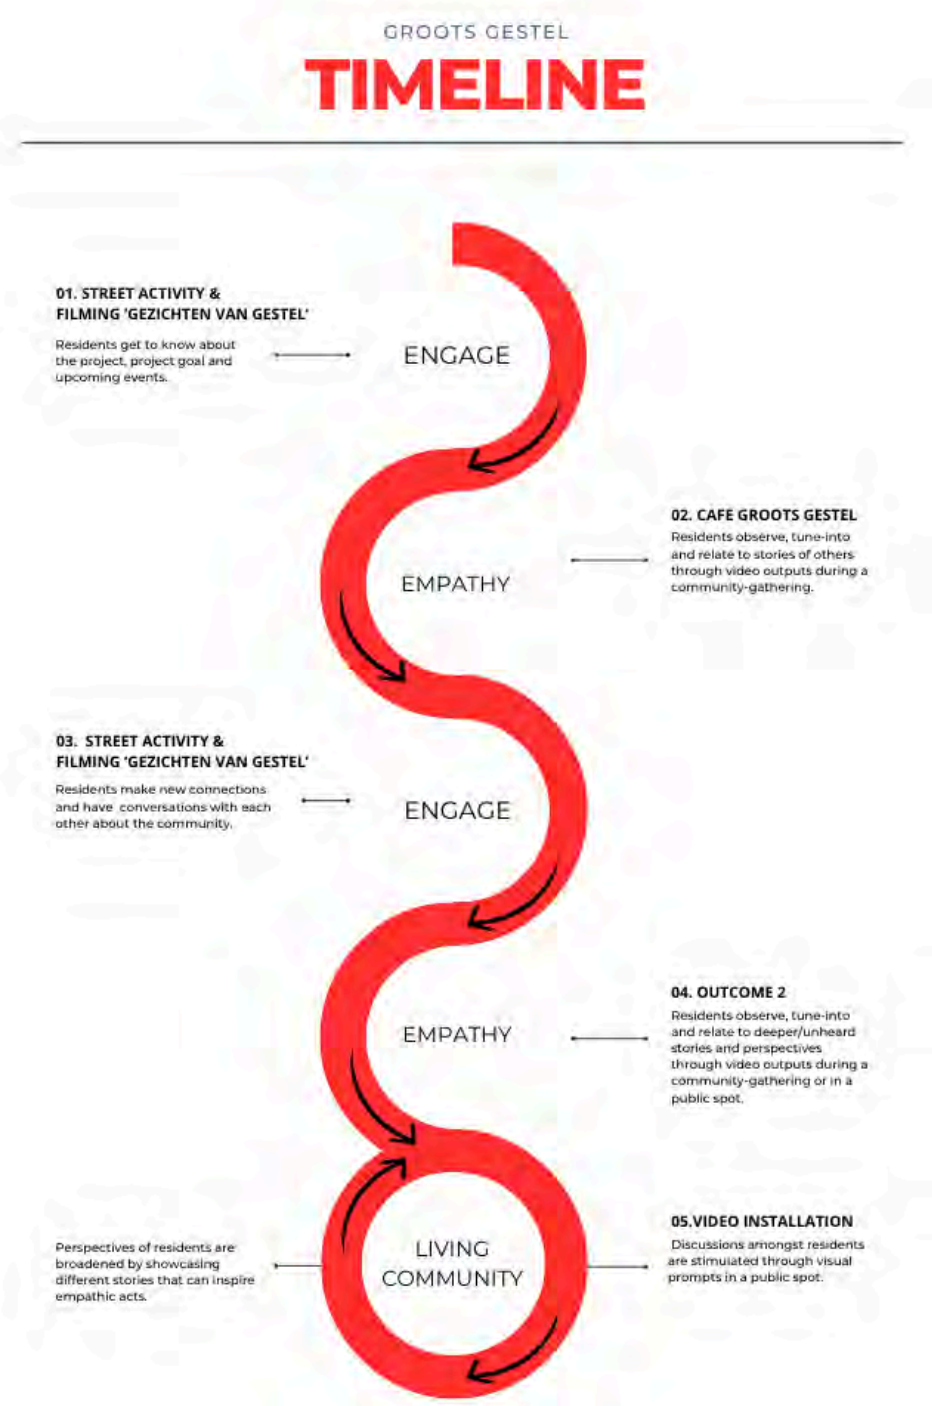 GROOTS GESTEL
TIMELINE
01. STREET ACTIVITY &
FILMING 'GEZICHTEN VAN GESTEL'
Residents get to know about
the project, project goal and
upcoming events.
ENGAGE
02. CAFE GROOTS GESTEL
Residents observe, tune-into
and relate to stories of others
through video outputs during a
community-gathering.
EMPATHY
03. STREET ACTIVITY &
FILMING 'GEZICHTEN VAN GESTEL'
Residents make new connections
and have conversations with each
other about the community.
ENGAGE
04. OUTCOME 2
Residents observe, tune-into
and relate to deeper/unheard
stories and perspectives
through video outputs during a
community-gathering or in a
public spot.
EMPATHY
05.VIDEO INSTALLATION
Discussions amongst residents
are stimulated through visual
prompts in a public spot.
LIVING
COMMUNITY
Perspectives of residents are
broadened by showcasing
different stories that can inspire
empathic acts.